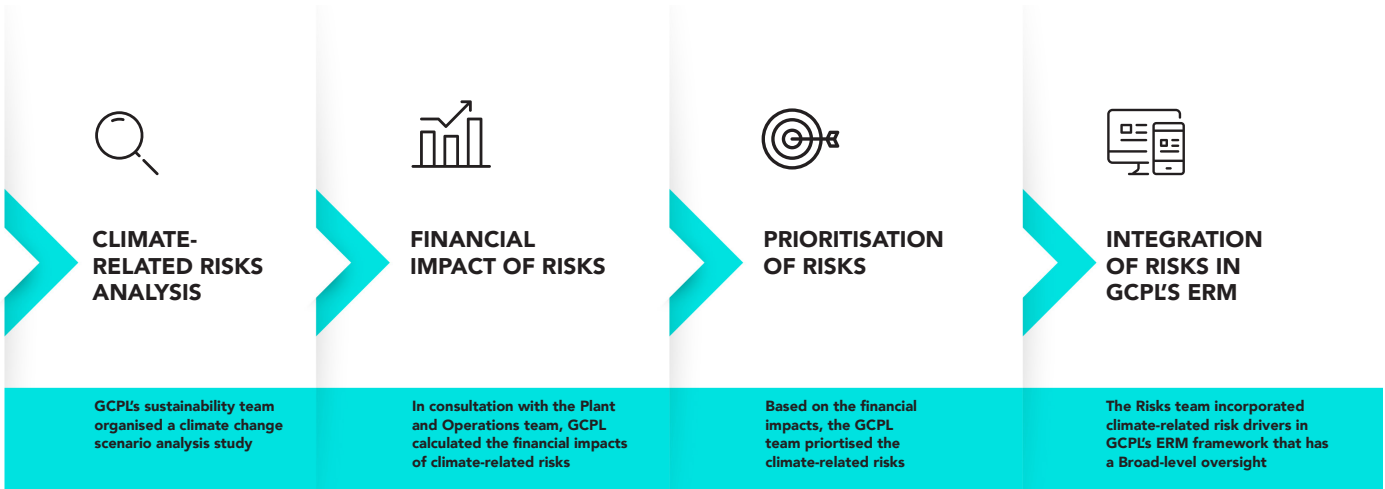 CLIMATE-
RELATED RISKS
ANALYSIS
GCPL's sustainability team
organised a climate change
scenario analysis study
FINANCIAL
IMPACT OF RISKS
In consultation with the Plant
and Operations team, GCPL
calculated the financial impacts
of climate-related risks
PRIORITISATION
OF RISKS
Based on the financial
impacts, the GCPL
team priortised the
climate-related risks
INTEGRATION
OF RISKS IN
GCPL'S ERM
The Risks team incorporated
climate-related risk drivers in
GCPL's ERM framework that has
a Broad-level oversight